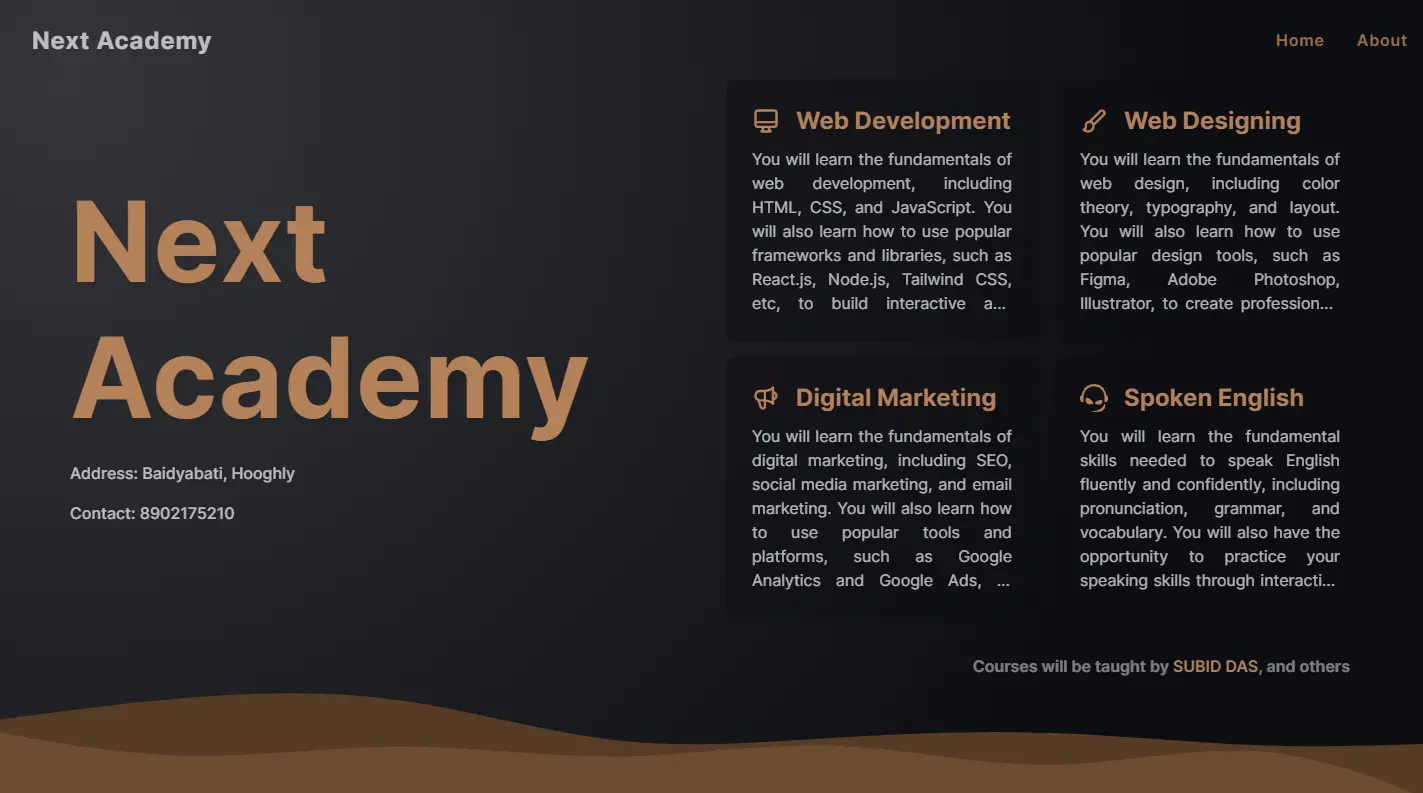 Next Academy
Home
About
Next
Academy
Address: Baidyabati, Hooghly
Contact: 8902175210
Web Development
You will learn the fundamentals of
web development, including
HTML, CSS, and JavaScript. You
will also learn how to use popular
frameworks and libraries, such as
React.js, Node.js, Tailwind CSS,
etc, to build interactive a...
Web Designing
You will learn the fundamentals of
web design, including color
theory, typography, and layout.
You will also learn how to use
popular design tools, such as
Figma, Adobe Photoshop,
Illustrator, to create profession...
Digital Marketing
You will learn the fundamentals of
digital marketing, including SEO,
social media marketing, and email
marketing. You will also learn how
to use popular tools and
platforms, such as Google
Analytics and Google Ads, ...
Spoken English
You will learn the fundamental
skills needed to speak English
fluently and confidently, including
pronunciation, grammar, and
vocabulary. You will also have the
opportunity to practice your
speaking skills through interacti...
Courses will be taught by SUBID DAS, and others